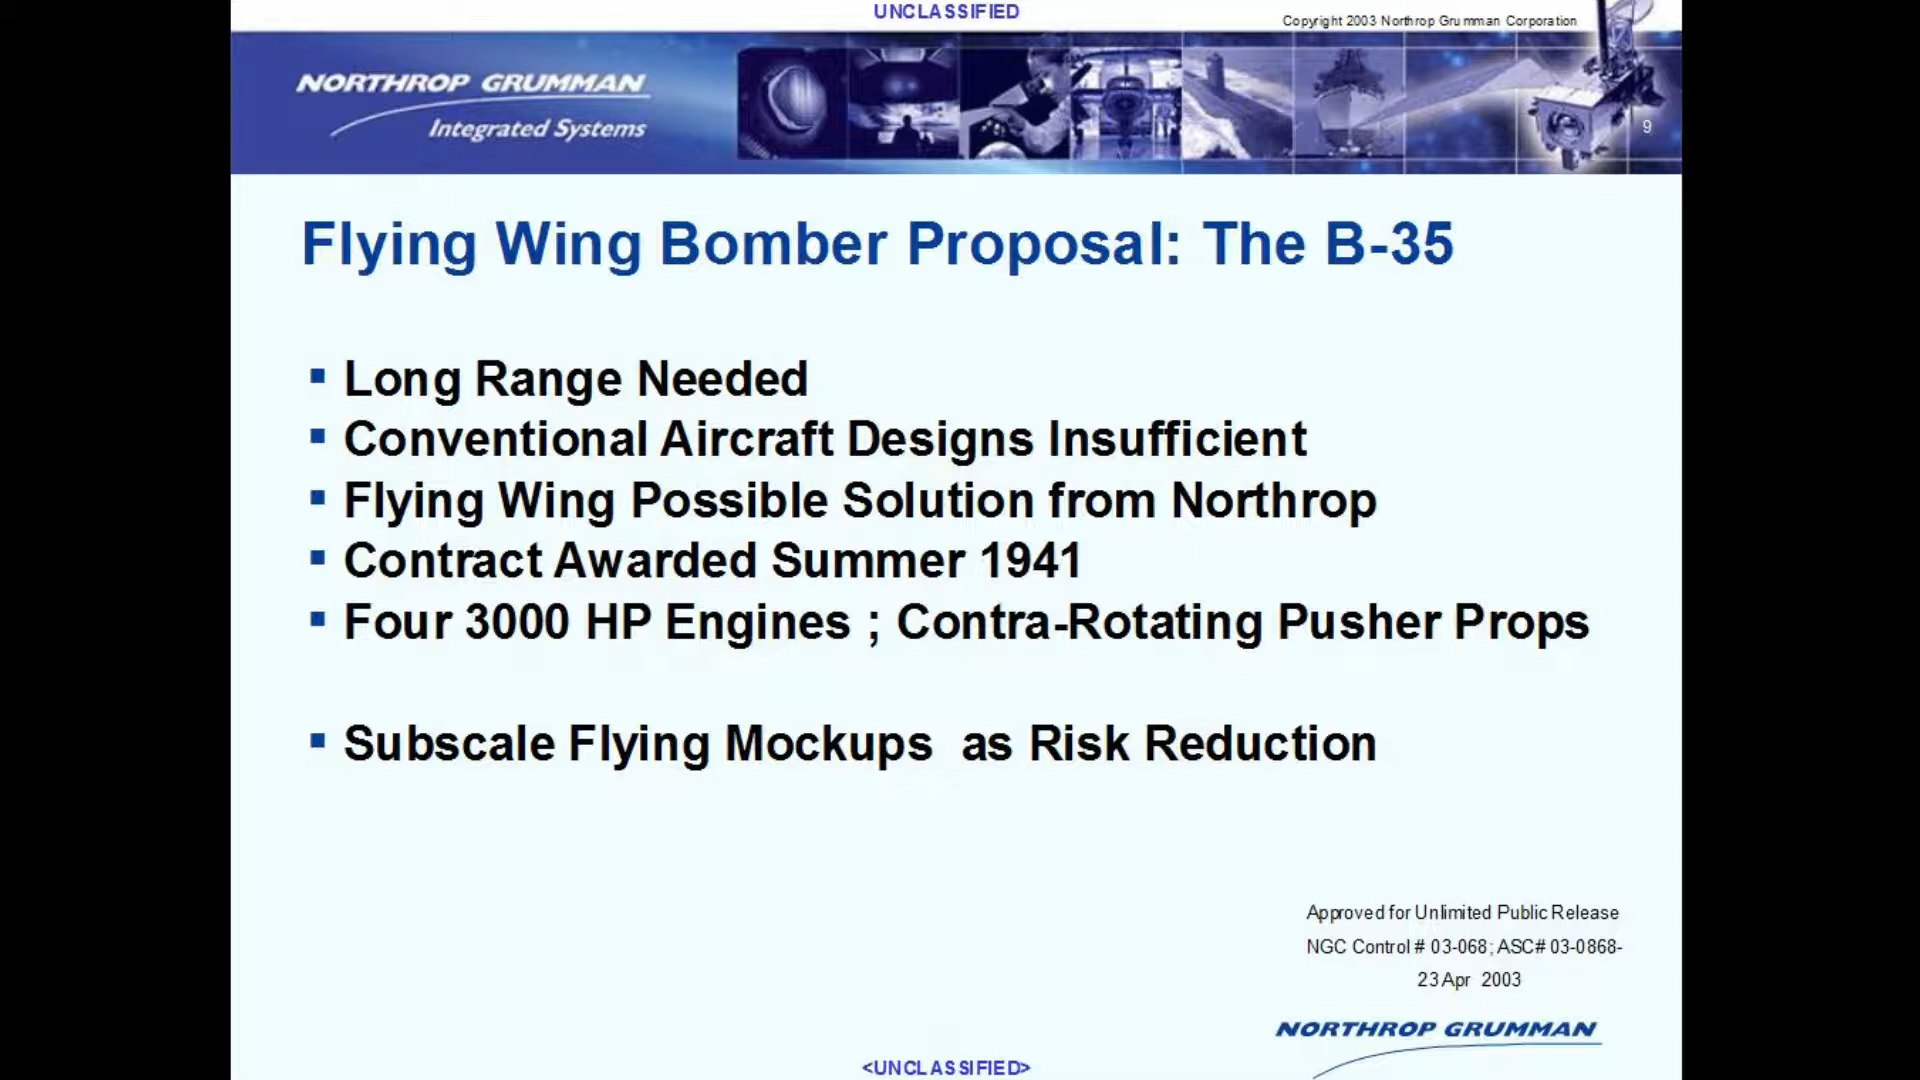 UNCLASSIFIED
Copyright 2003 Northrop Grumman Corporation
NORTHROP GRUMMAN
Integrated Systems
9
Flying Wing Bomber Proposal: The B-35
▪ Long Range Needed
▪ Conventional Aircraft Designs Insufficient
▪ Flying Wing Possible Solution from Northrop
▪ Contract Awarded Summer 1941
▪ Four 3000 HP Engines ; Contra-Rotating Pusher Props
▪ Subscale Flying Mockups as Risk Reduction
Approved for Unlimited Public Release
NGC Control # 03-068; ASC# 03-0868-
23 Apr 2003
NORTHROP GRUMMAN
<UNCLASSIFIED>